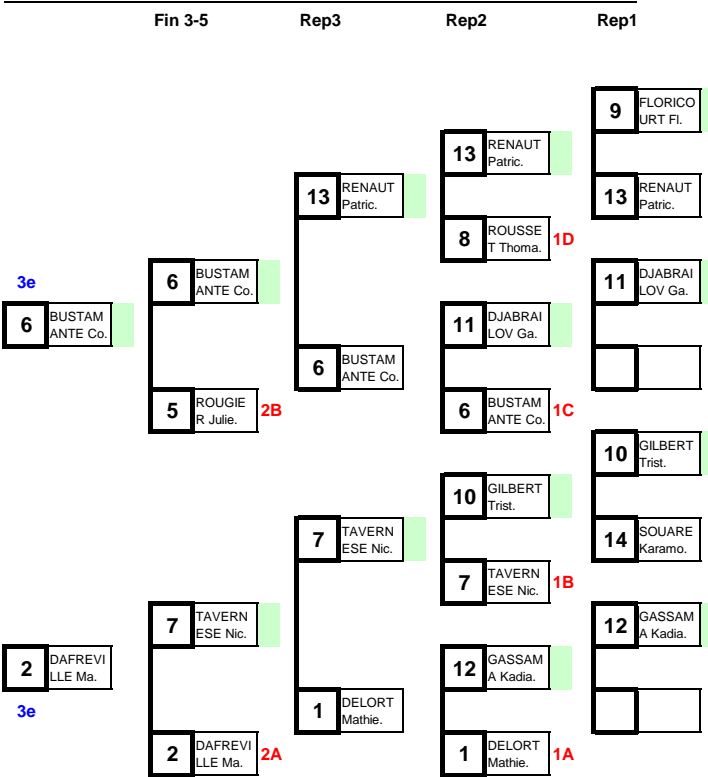 Fin 3-5 Rep3 Rep2 Rep1
9 FLORICO
URT Fl.
13 RENAUT
Patric.
13 RENAUT
Patric.
13 RENAUT
Patric.
8 ROUSSE
T Thoma. 1D
6 BUSTAM
ANTE Co.
11 DJABRAI
LOV Ga.
3e
6 BUSTAM
ANTE Co.
11 DJABRAI
LOV Ga.
6 BUSTAM
ANTE Co.
5 ROUGIE
R Julie. 2B
6 BUSTAM
ANTE Co. 1C
10 GILBERT
Trist.
10 GILBERT
Trist.
7 TAVERN
ESE Nic.
14 SOUARE
Karamo.
7 TAVERN
ESE Nic. 1B
7 TAVERN
ESE Nic.
12 GASSAM
A Kadia.
2 DAFREVI
LLE Ma.
12 GASSAM
A Kadia.
3e
1 DELORT
Mathie.
2 DAFREVI
LLE Ma. 2A
1 DELORT
Mathie. 1A